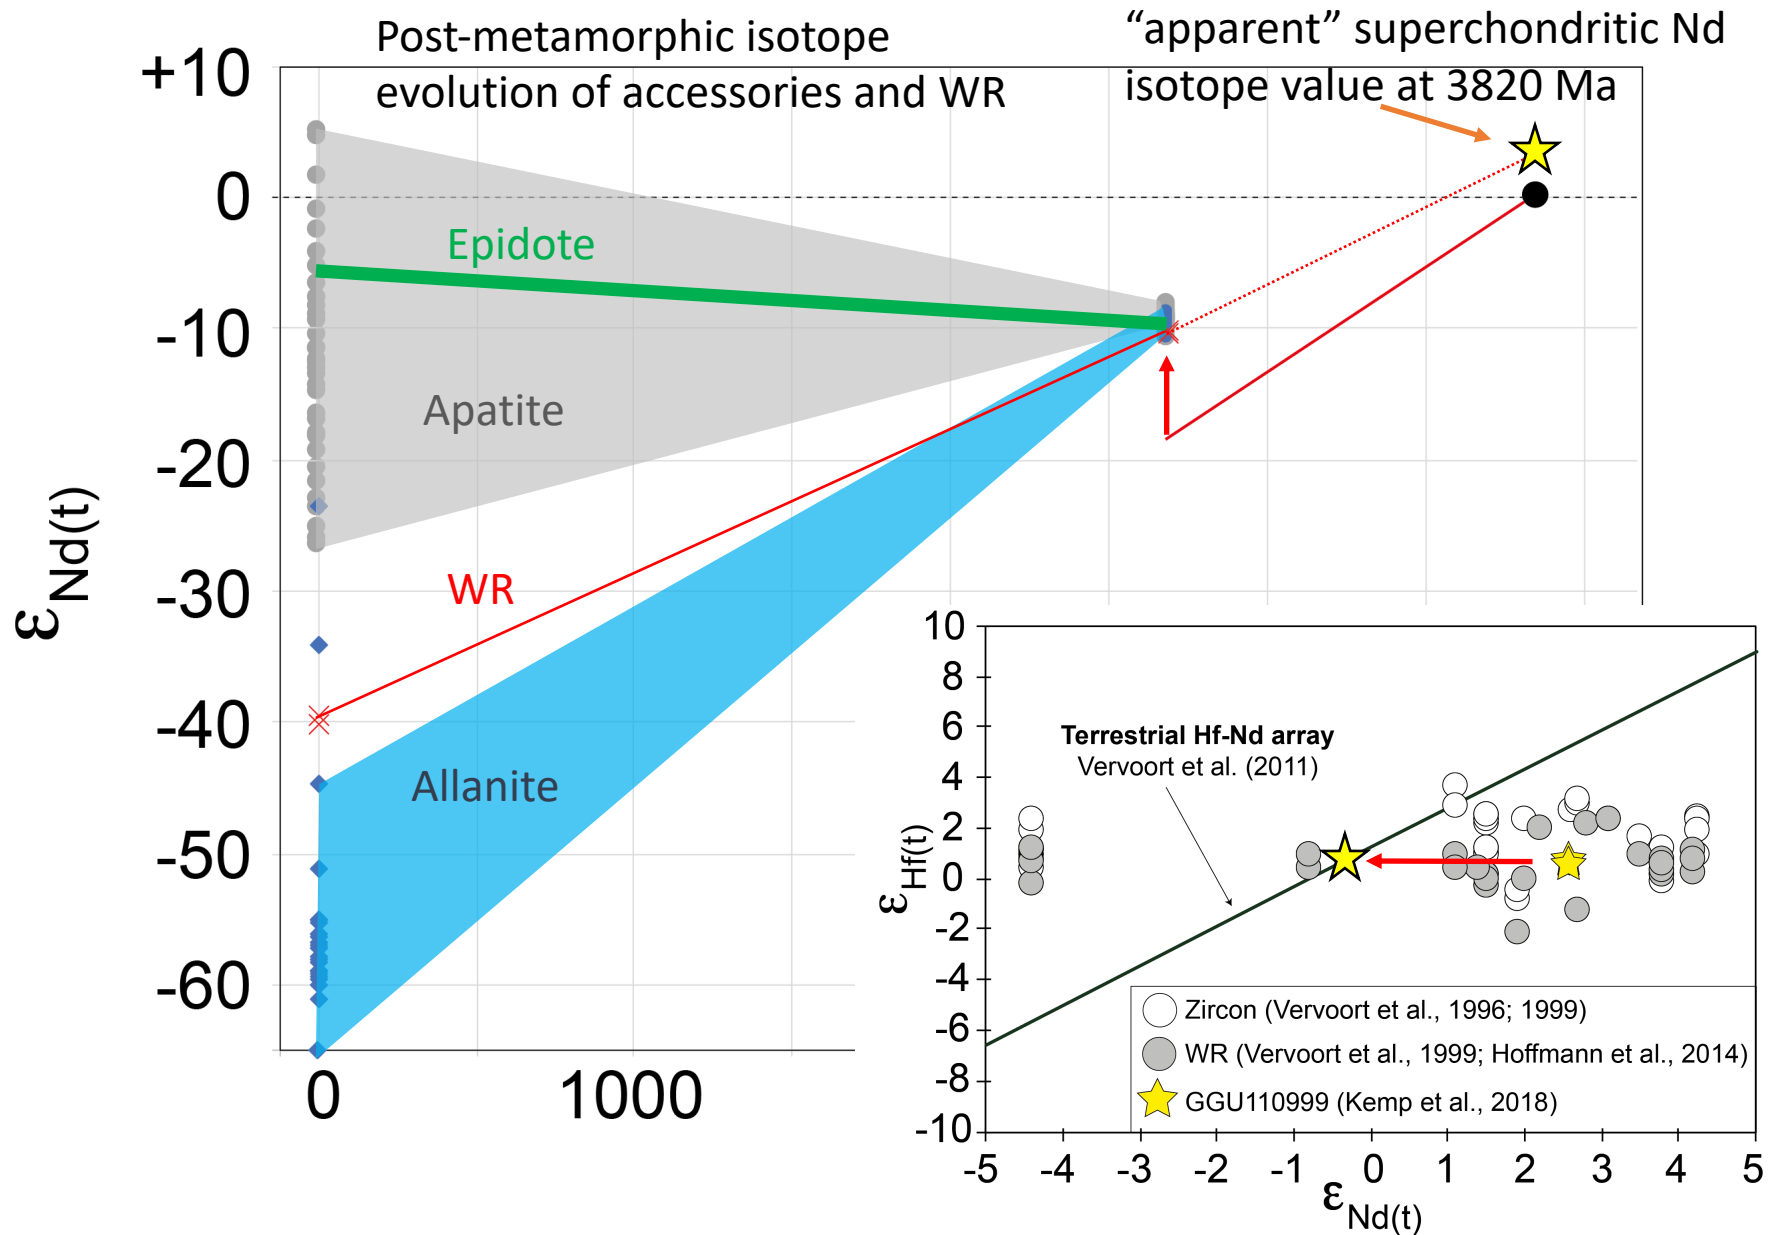 Post-metamorphic isotope
evolution of accessories and WR
“apparent” superchondritic Nd
isotope value at 3820 Ma
+10
0
-10
-20
-30
-40
-50
-60
εNd(t)
Epidote
Apatite
WR
Allanite
0
1000
10
8
6
4
2
0
-2
-4
-6
-8
-10
εHf(t)
Terrestrial Hf-Nd array
Vervoort et al. (2011)
Zircon (Vervoort et al., 1996; 1999)
WR (Vervoort et al., 1999; Hoffmann et al., 2014)
GGU110999 (Kemp et al., 2018)
-5 -4 -3 -2 -1 0 1 2 3 4 5
εNd(t)